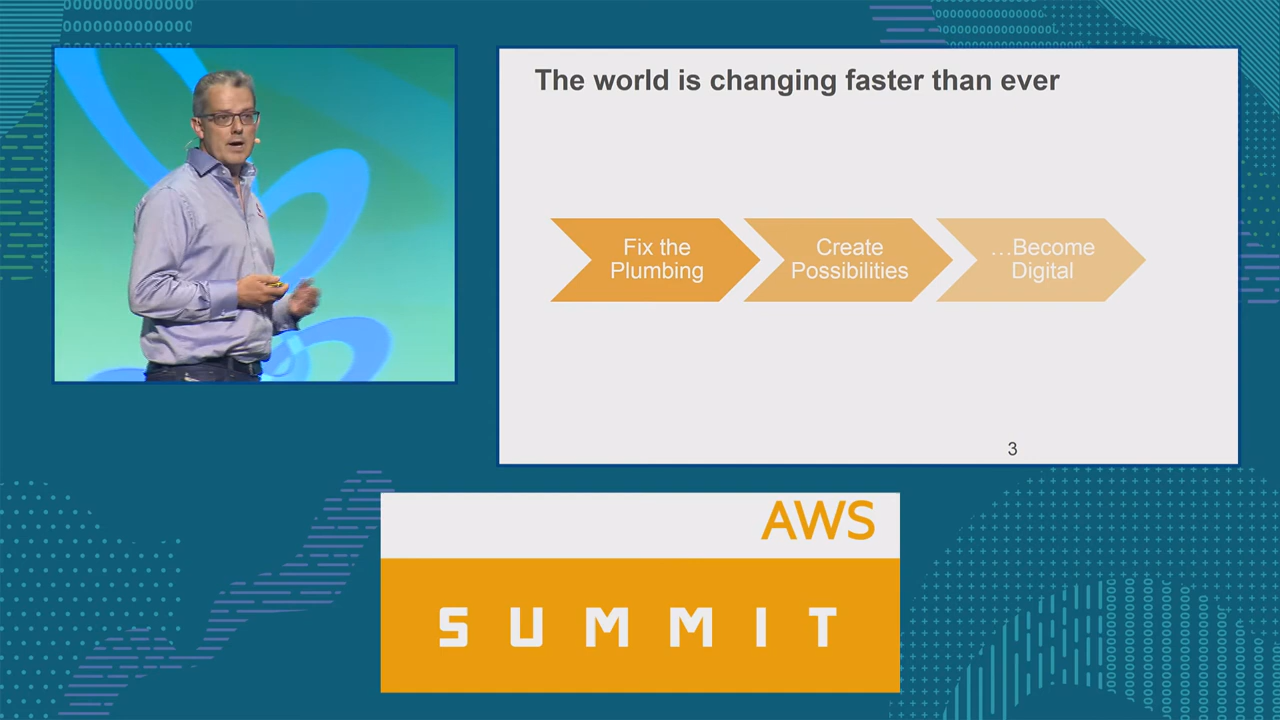 The world is changing faster than ever
Fix the
Plumbing
Create
Possibilities
...Become
Digital
3
AWS
SUMMIT